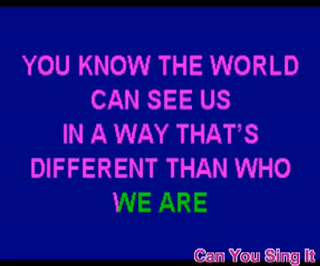 YOU KNOW THE WORLD
CAN SEE US
IN A WAY THAT'S
DIFFERENT THAN WHO
WE ARE
Can You Sing It